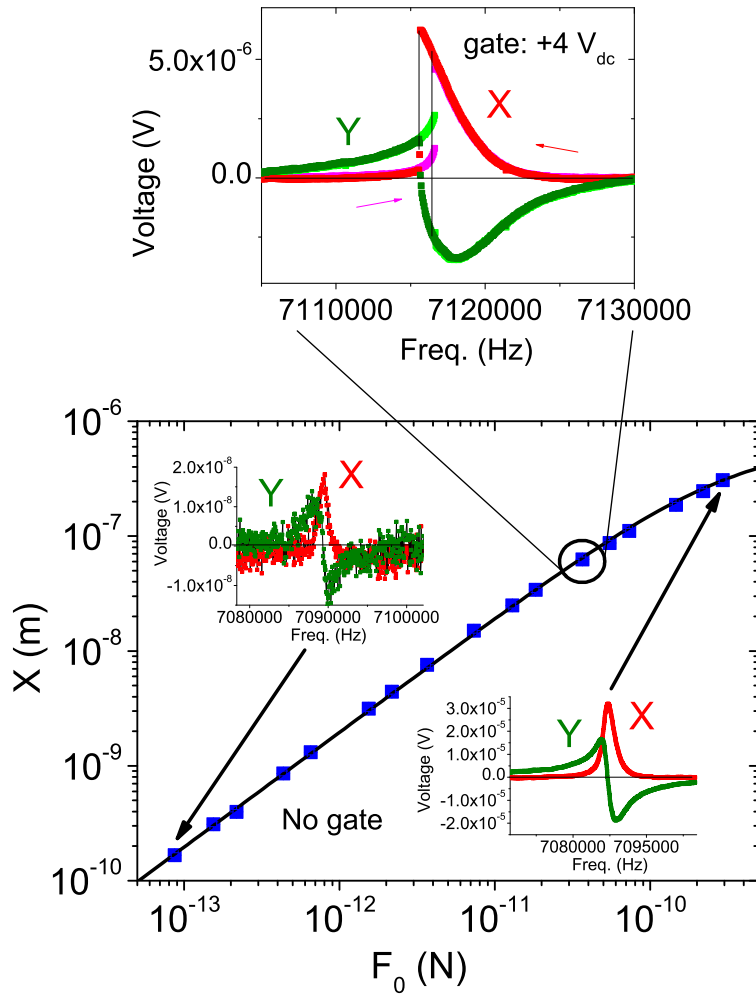 gate: +4 V_dc
5.0x10^-6
0.0
Voltage (V)
Y
X
7110000 7120000 7130000
Freq. (Hz)
10^-6
10^-7
10^-8
10^-9
10^-10
X (m)
2.0x10^-8
1.0x10^-8
0.0
-1.0x10^-8
Voltage (V)
Y
X
7080000 7090000 7100000
Freq. (Hz)
3.0x10^-5
2.0x10^-5
1.0x10^-5
0.0
-1.0x10^-5
-2.0x10^-5
Voltage (V)
Y
X
7080000 7095000
Freq. (Hz)
No gate
10^-13 10^-12 10^-11 10^-10
F_0 (N)